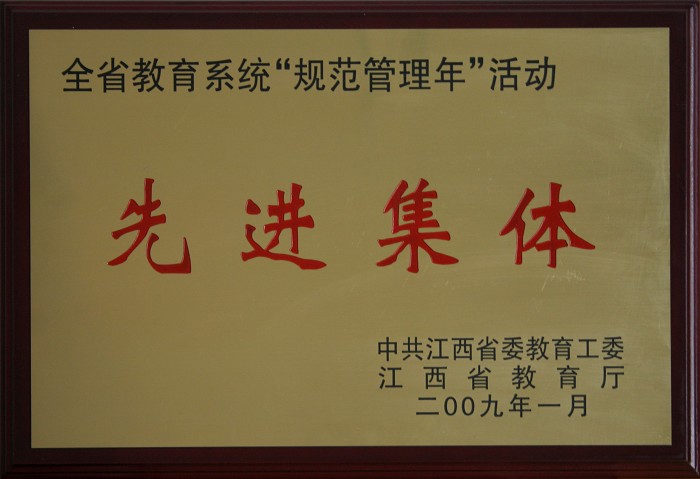 全省教育系统“规范管理年”活动
先进集体
中共江西省委教育工委
江西省教育厅
二00九年一月